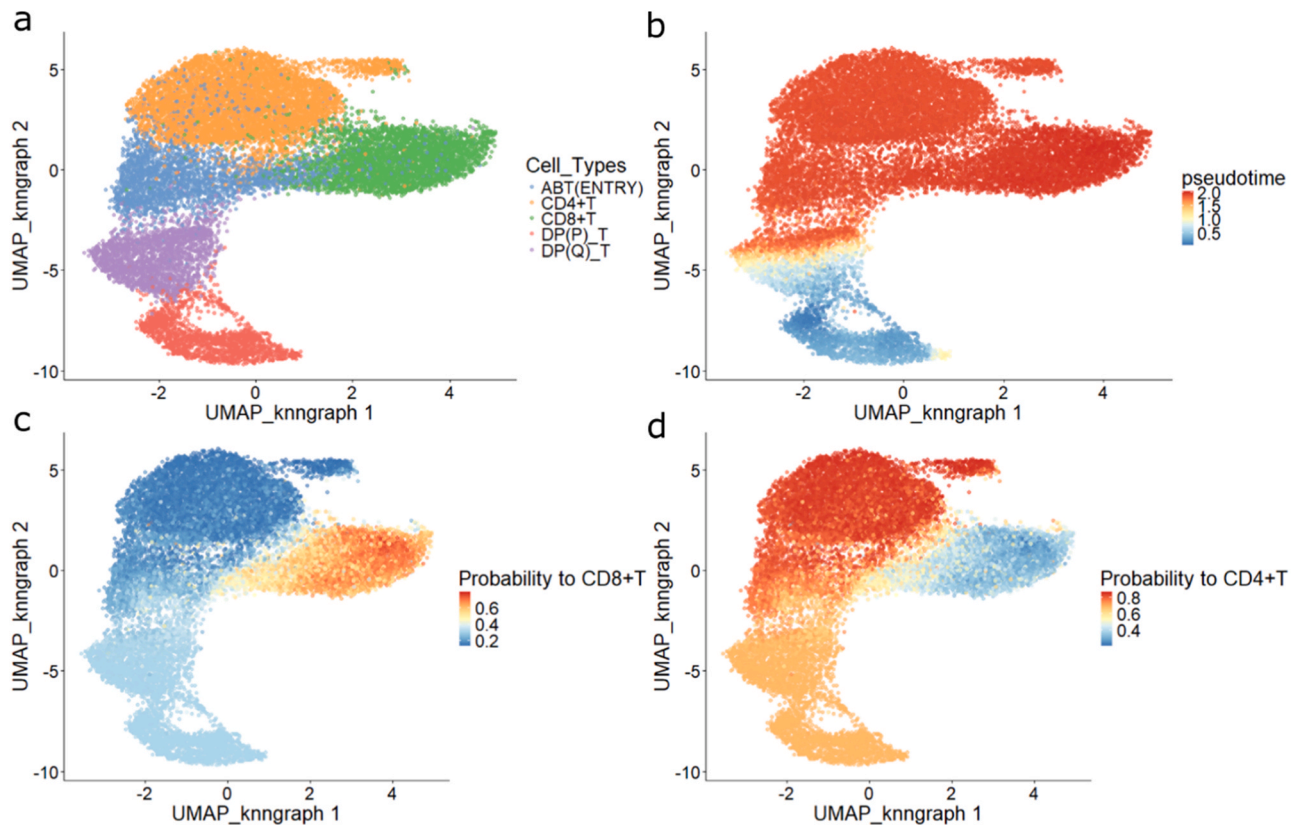 a
UMAP_knngraph 2
5
0
-5
-10
-2
0
2
4
UMAP_knngraph 1
Cell_Types
ABT(ENTRY)
CD4+T
CD8+T
DP(P)_T
DP(Q)_T
b
UMAP_knngraph 2
5
0
-5
-10
-2
0
2
4
UMAP_knngraph 1
pseudotime
2.0
1.5
1.0
0.5
c
UMAP_knngraph 2
5
0
-5
-10
-2
0
2
4
UMAP_knngraph 1
Probability to CD8+T
0.6
0.4
0.2
d
UMAP_knngraph 2
5
0
-5
-10
-2
0
2
4
UMAP_knngraph 1
Probability to CD4+T
0.8
0.6
0.4